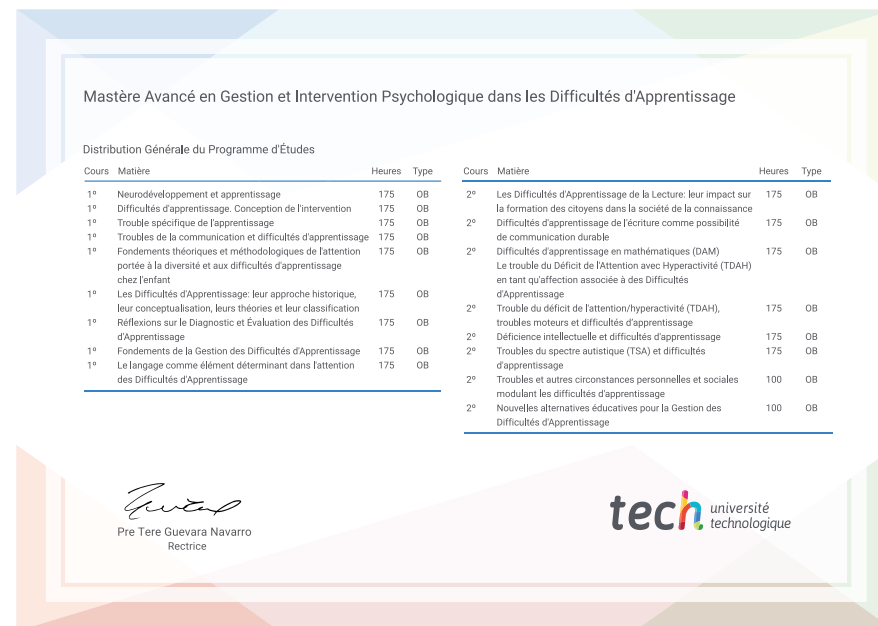 Mastère Avancé en Gestion et Intervention Psychologique dans les Difficultés d'Apprentissage
Distribution Générale du Programme d'Études
Cours Matière Heures Type
1º Neurodéveloppement et apprentissage 175 OB
1º Difficultés d'apprentissage. Conception de l'intervention 175 OB
1º Trouble spécifique de l'apprentissage 175 OB
1º Troubles de la communication et difficultés d'apprentissage 175 OB
1º Fondements théoriques et méthodologiques de l'attention 175 OB
portée à la diversité et aux difficultés d'apprentissage
chez l'enfant
1º Les Difficultés d'Apprentissage: leur approche historique, 175 OB
leur conceptualisation, leurs théories et leur classification
1º Réflexions sur le Diagnostic et Évaluation des Difficultés 175 OB
d'Apprentissage
1º Fondements de la Gestion des Difficultés d'Apprentissage 175 OB
1º Le langage comme élément déterminant dans l'attention 175 OB
des Difficultés d'Apprentissage
Cours Matière Heures Type
2º Les Difficultés d'Apprentissage de la Lecture: leur impact sur 175 OB
la formation des citoyens dans la société de la connaissance
2º Difficultés d'apprentissage de l'écriture comme possibilité 175 OB
de communication durable
2º Difficultés d'apprentissage en mathématiques (DAM) 175 OB
Le trouble du Déficit de l'Attention avec Hyperactivité (TDAH)
en tant qu'affection associée à des Difficultés
d'Apprentissage
2º Trouble du déficit de l'attention/hyperactivité (TDAH), 175 OB
troubles moteurs et difficultés d'apprentissage
2º Déficience intellectuelle et difficultés d'apprentissage 175 OB
2º Troubles du spectre autistique (TSA) et difficultés 175 OB
d'apprentissage
2º Troubles et autres circonstances personnelles et sociales 100 OB
modulant les difficultés d'apprentissage
2º Nouvelles alternatives éducatives pour la Gestion des 100 OB
Difficultés d'Apprentissage
Pre Tere Guevara Navarro
Rectrice
tech université
technologique